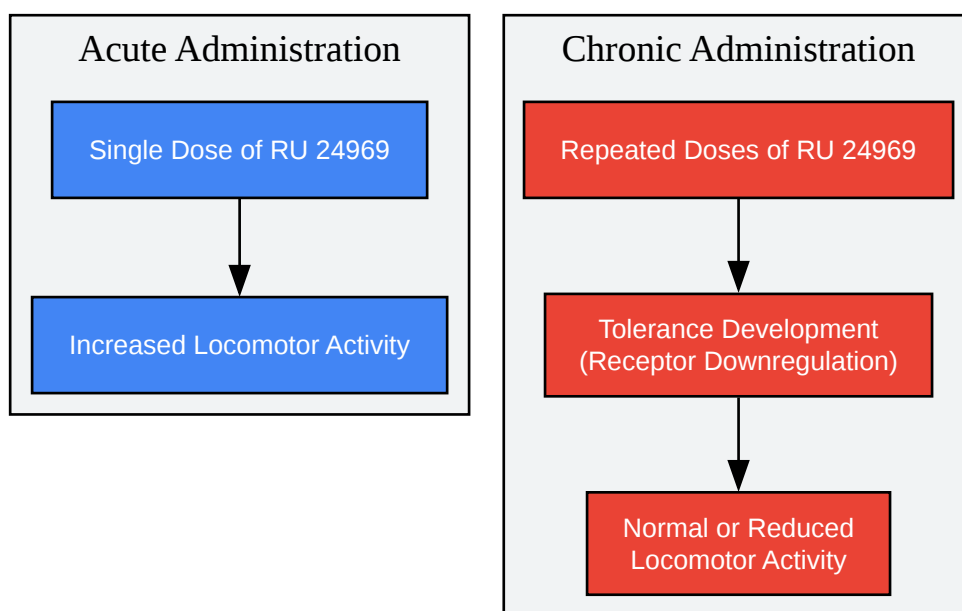 Acute Administration
Single Dose of RU 24969
Increased Locomotor Activity
Chronic Administration
Repeated Doses of RU 24969
Tolerance Development
(Receptor Downregulation)
Normal or Reduced
Locomotor Activity